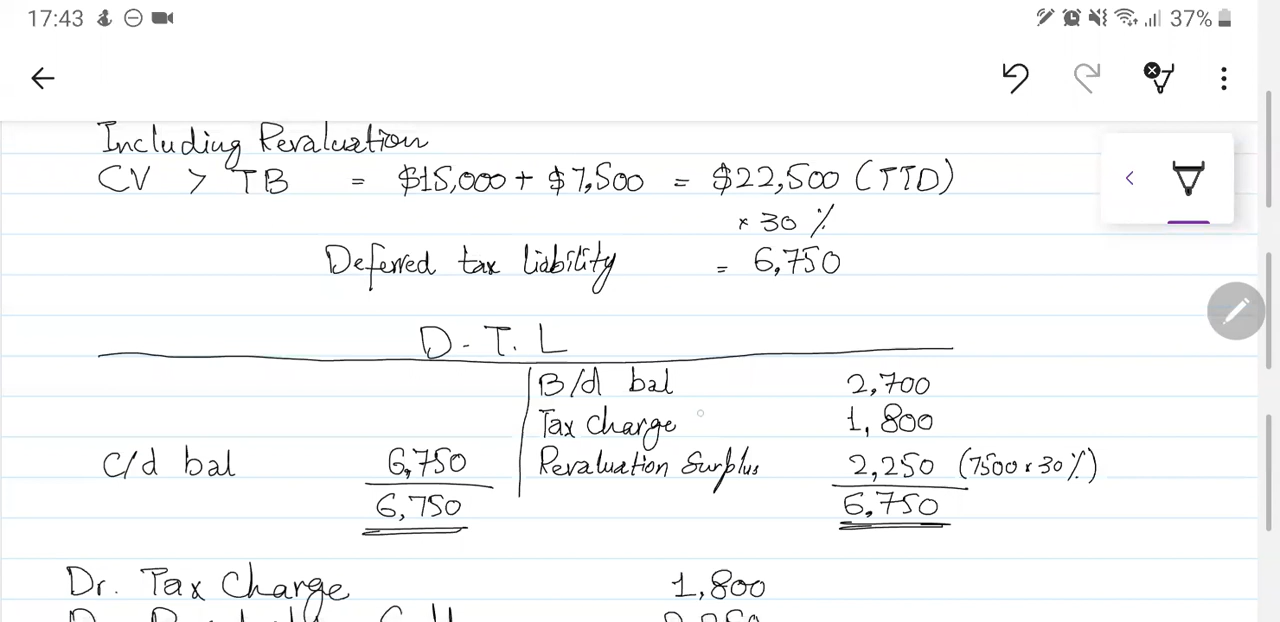 17:43 37%
Including Revaluation
CV > TB = $15,000 + $7,500 = $22,500 (TTD)
× 30 %
Deferred tax liability = 6,750
D.T.L
B/d bal 2,700
Tax charge 1,800
C/d bal 6,750 Revaluation Surplus 2,250 (7500 × 30%)
6,750 6,750
Dr. Tax Charge 1,800